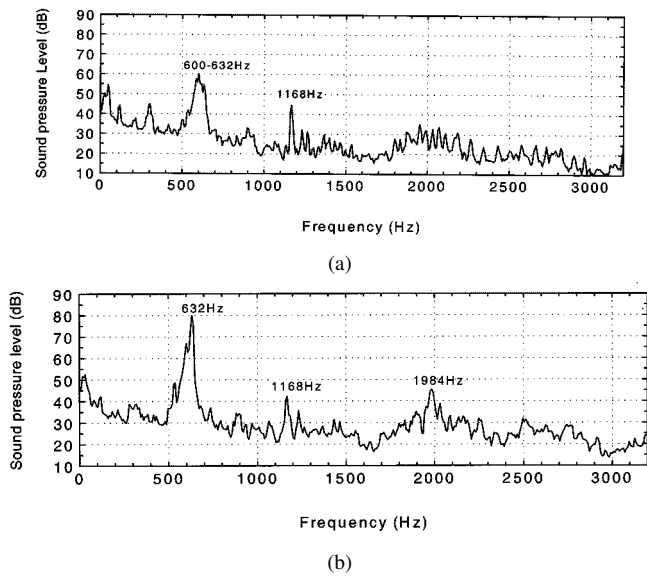 90
80
70
60
50
40
30
20
10
Sound pressure Level (dB)
600-632Hz
1168Hz
0 500 1000 1500 2000 2500 3000
Frequency (Hz)
(a)
90
80
70
60
50
40
30
20
10
Sound pressure level (dB)
632Hz
1168Hz
1984Hz
0 500 1000 1500 2000 2500 3000
Frequency (Hz)
(b)